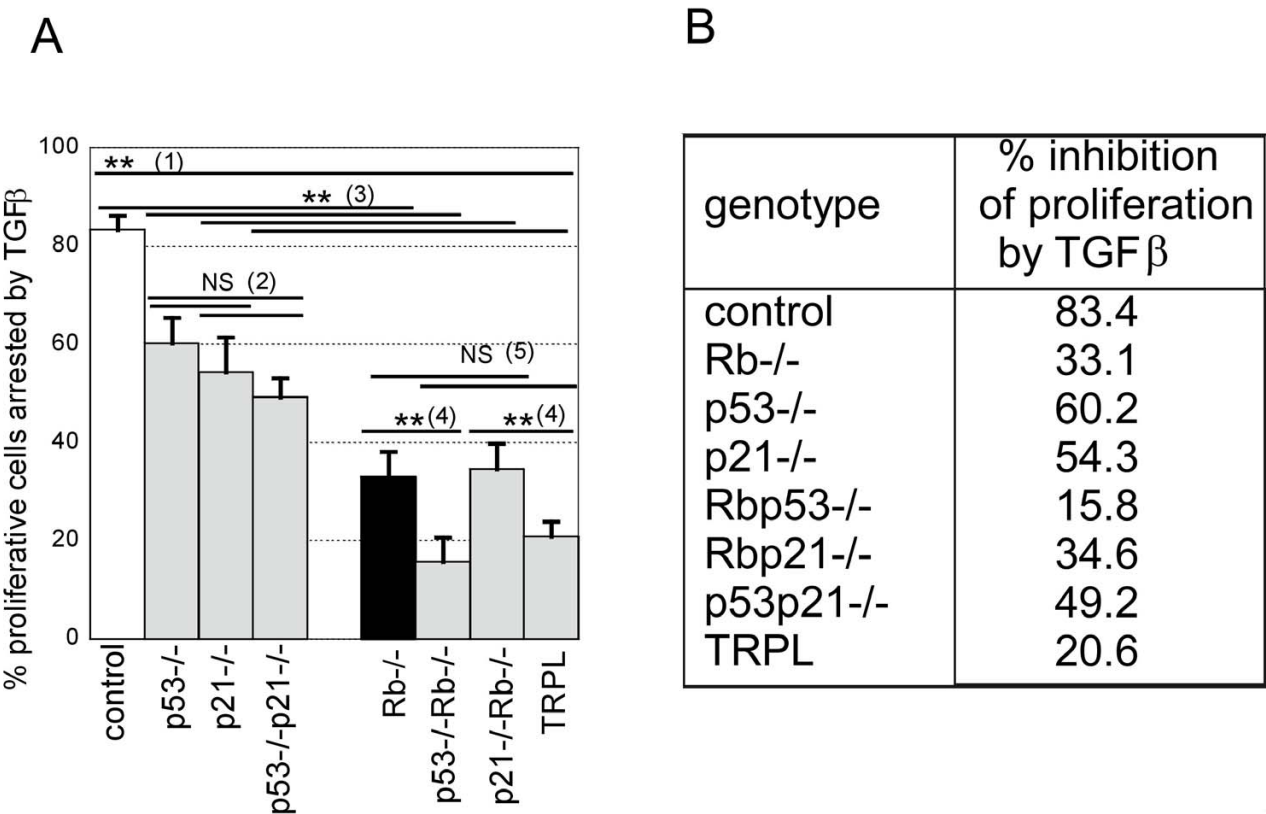 A
B
% proliferative cells arrested by TGFβ
100
80
60
40
20
0
** (1)
** (3)
NS (2)
NS (5)
** (4)
** (4)
control
p53-/-
p21-/-
p53-/-p21-/-
Rb-/-
p53-/-Rb-/-
p21-/-Rb-/-
TRPL
genotype
% inhibition
of proliferation
by TGFβ
control 83.4
Rb-/- 33.1
p53-/- 60.2
p21-/- 54.3
Rbp53-/- 15.8
Rbp21-/- 34.6
p53p21-/- 49.2
TRPL 20.6